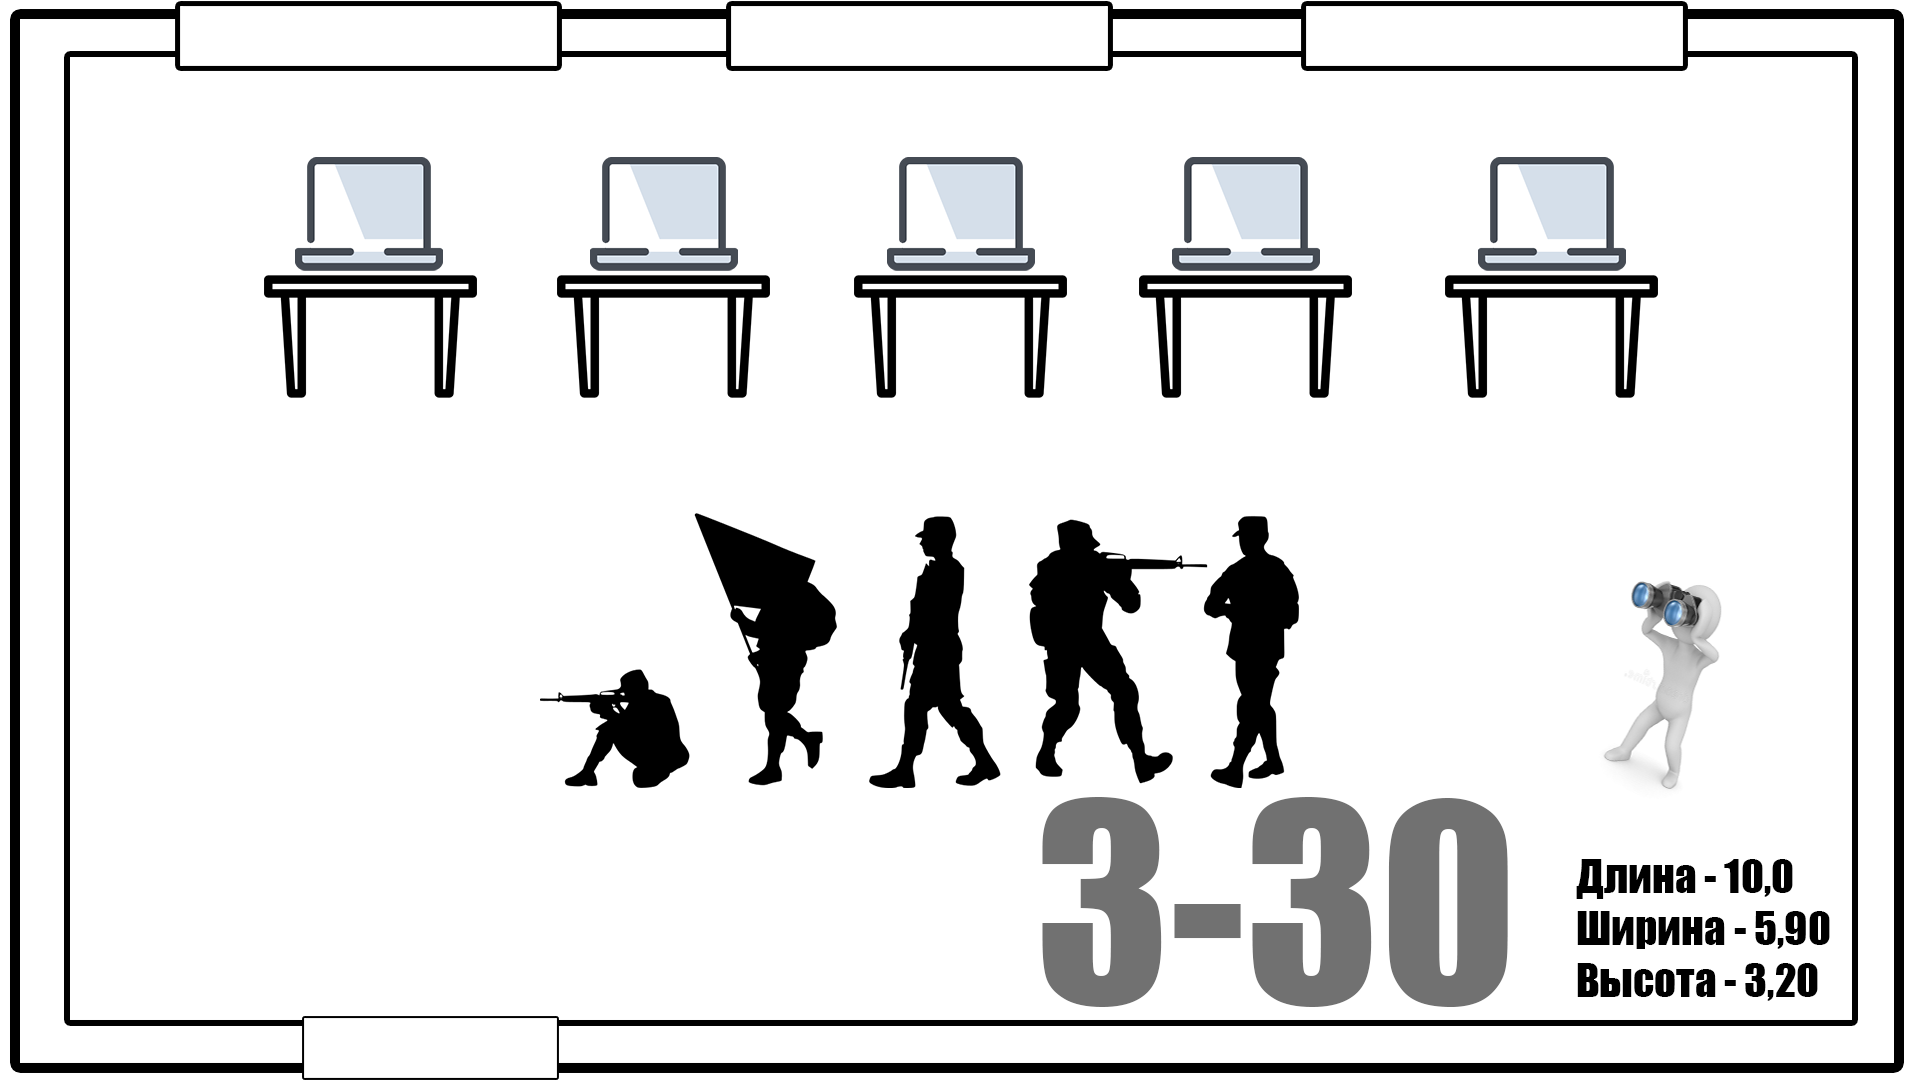 3-30
Длина - 10,0
Ширина - 5,90
Высота - 3,20